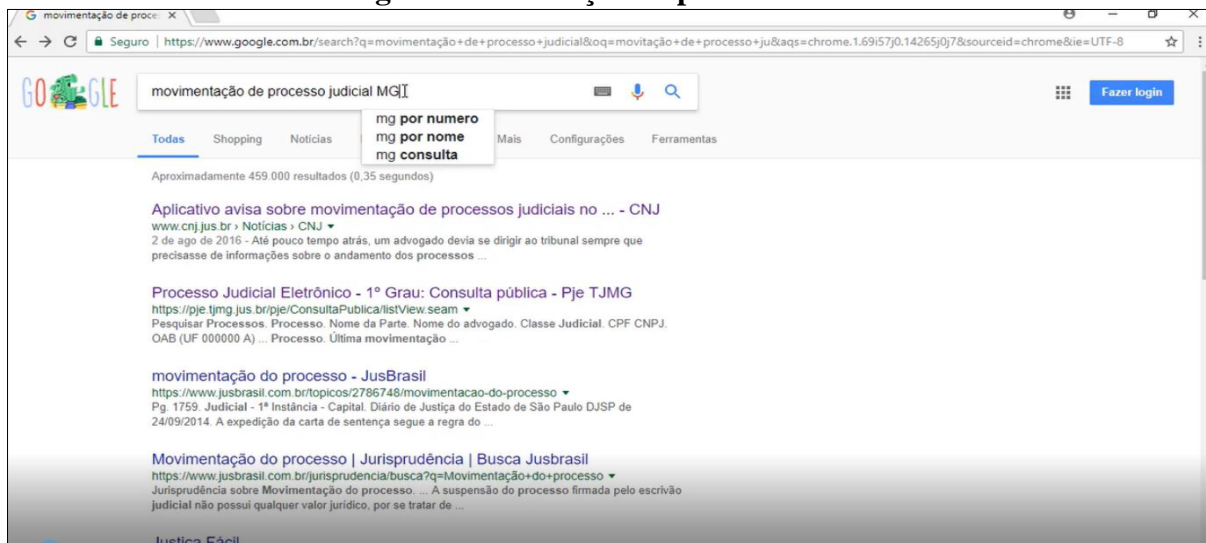 movimentação de proce
Seguro | https://www.google.com.br/search?q=movimentação+de+processo+judicial&oq=movitação+de+processo+ju&aqs=chrome.1.69i57j0.14265j0j7&sourceid=chrome&ie=UTF-8
GOOGLE
movimentação de processo judicial MG
Fazer login
mg por numero
mg por nome
mg consulta
Todas Shopping Notícias Mais Configurações Ferramentas
Aproximadamente 459.000 resultados (0,35 segundos)
Aplicativo avisa sobre movimentação de processos judiciais no ... - CNJ
www.cnj.jus.br › Notícias › CNJ
2 de ago de 2016 - Até pouco tempo atrás, um advogado devia se dirigir ao tribunal sempre que
precisasse de informações sobre o andamento dos processos ...
Processo Judicial Eletrônico - 1º Grau: Consulta pública - Pje TJMG
https://pje.tjmg.jus.br/pje/ConsultaPublica/listView.seam
Pesquisar Processos. Processo. Nome da Parte. Nome do advogado. Classe Judicial. CPF CNPJ.
OAB (UF 000000 A) ... Processo. Última movimentação ...
movimentação do processo - JusBrasil
https://www.jusbrasil.com.br/topicos/2786748/movimentacao-do-processo
Pg. 1759. Judicial - 1ª Instância - Capital. Diário de Justiça do Estado de São Paulo DJSP de
24/09/2014. A expedição da carta de sentença segue a regra do ...
Movimentação do processo | Jurisprudência | Busca Jusbrasil
https://www.jusbrasil.com.br/jurisprudencia/busca?q=Movimentação+do+processo
Jurisprudência sobre Movimentação do processo. ... A suspensão do processo firmada pelo escrivão
judicial não possui qualquer valor jurídico, por se tratar de ...
Justiça Fácil